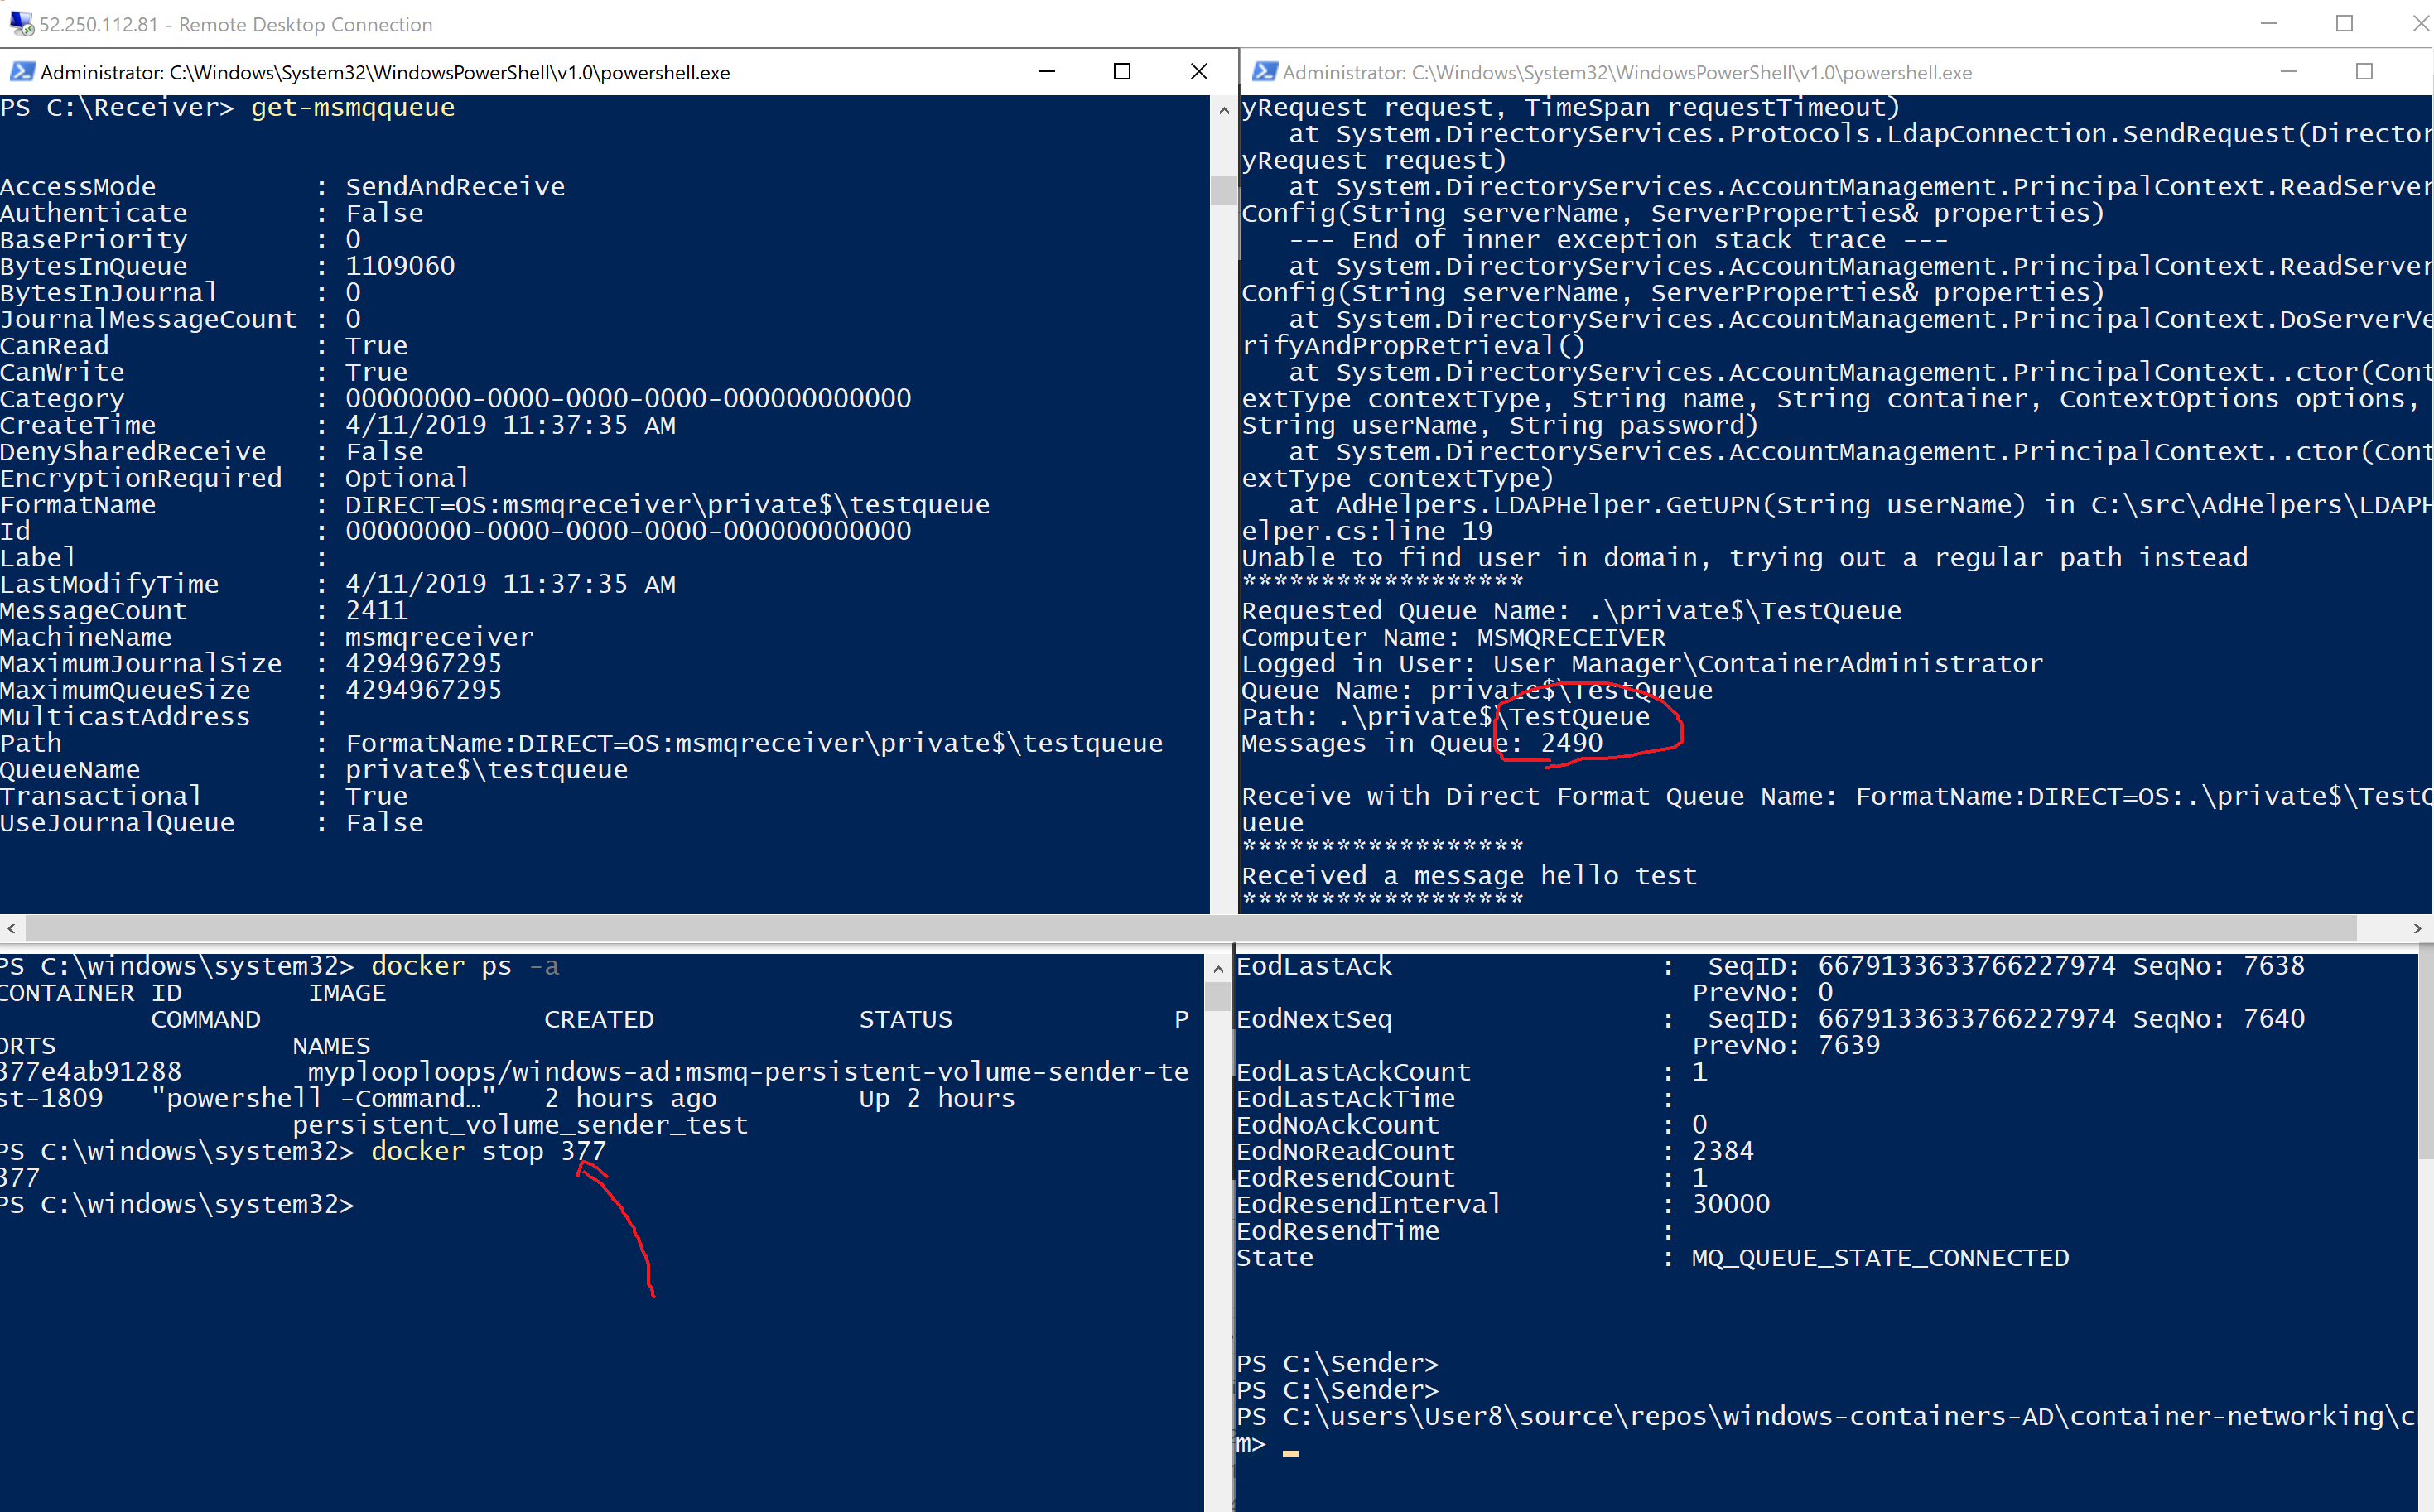 52.250.112.81 - Remote Desktop Connection
Administrator: C:\Windows\System32\WindowsPowerShell\v1.0\powershell.exe
PS C:\Receiver> get-msmqqueue
AccessMode : SendAndReceive
Authenticate : False
BasePriority : 0
BytesInQueue : 1109060
BytesInJournal : 0
JournalMessageCount : 0
CanRead : True
CanWrite : True
Category : 00000000-0000-0000-0000-000000000000
CreateTime : 4/11/2019 11:37:35 AM
DenySharedReceive : False
EncryptionRequired : Optional
FormatName : DIRECT=OS:msmqreceiver\private$\testqueue
Id : 00000000-0000-0000-0000-000000000000
Label :
LastModifyTime : 4/11/2019 11:37:35 AM
MessageCount : 2411
MachineName : msmqreceiver
MaximumJournalSize : 4294967295
MaximumQueueSize : 4294967295
MulticastAddress :
Path : FormatName:DIRECT=OS:msmqreceiver\private$\testqueue
QueueName : private$\testqueue
Transactional : True
UseJournalQueue : False
Administrator: C:\Windows\System32\WindowsPowerShell\v1.0\powershell.exe
yRequest request, TimeSpan requestTimeout)
at System.DirectoryServices.Protocols.LdapConnection.SendRequest(Director
yRequest request)
at System.DirectoryServices.AccountManagement.PrincipalContext.ReadServer
Config(String serverName, ServerProperties& properties)
--- End of inner exception stack trace ---
at System.DirectoryServices.AccountManagement.PrincipalContext.ReadServer
Config(String serverName, ServerProperties& properties)
at System.DirectoryServices.AccountManagement.PrincipalContext.DoServerVe
rifyAndPropRetrieval()
at System.DirectoryServices.AccountManagement.PrincipalContext..ctor(Cont
extType contextType, String name, String container, ContextOptions options,
String userName, String password)
at System.DirectoryServices.AccountManagement.PrincipalContext..ctor(Cont
extType contextType)
at AdHelpers.LDAPHelper.GetUPN(String userName) in C:\src\AdHelpers\LDAPH
elper.cs:line 19
Unable to find user in domain, trying out a regular path instead
******************
Requested Queue Name: .\private$\TestQueue
Computer Name: MSMQRECEIVER
Logged in User: User Manager\ContainerAdministrator
Queue Name: private$\TestQueue
Path: .\private$\TestQueue
Messages in Queue: 2490
Receive with Direct Format Queue Name: FormatName:DIRECT=OS:.\private$\TestQ
ueue
******************
Received a message hello test
******************
PS C:\windows\system32> docker ps -a
CONTAINER ID IMAGE
COMMAND CREATED STATUS P
ORTS NAMES
377e4ab91288 myplooploops/windows-ad:msmq-persistent-volume-sender-te
st-1809 "powershell -Command…" 2 hours ago Up 2 hours
persistent_volume_sender_test
PS C:\windows\system32> docker stop 377
377
PS C:\windows\system32>
EodLastAck : SeqID: 6679133633766227974 SeqNo: 7638
PrevNo: 0
EodNextSeq : SeqID: 6679133633766227974 SeqNo: 7640
PrevNo: 7639
EodLastAckCount : 1
EodLastAckTime :
EodNoAckCount : 0
EodNoReadCount : 2384
EodResendCount : 1
EodResendInterval : 30000
EodResendTime :
State : MQ_QUEUE_STATE_CONNECTED
PS C:\Sender>
PS C:\Sender>
PS C:\users\User8\source\repos\windows-containers-AD\container-networking\c
m>